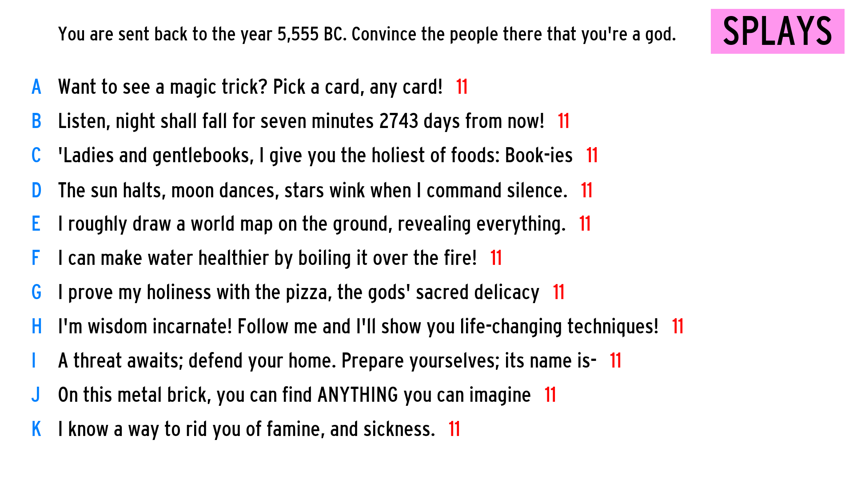 You are sent back to the year 5,555 BC. Convince the people there that you're a god.
SPLAYS
A Want to see a magic trick? Pick a card, any card! 11
B Listen, night shall fall for seven minutes 2743 days from now! 11
C 'Ladies and gentlebooks, I give you the holiest of foods: Book-ies 11
D The sun halts, moon dances, stars wink when I command silence. 11
E I roughly draw a world map on the ground, revealing everything. 11
F I can make water healthier by boiling it over the fire! 11
G I prove my holiness with the pizza, the gods' sacred delicacy 11
H I'm wisdom incarnate! Follow me and I'll show you life-changing techniques! 11
I A threat awaits; defend your home. Prepare yourselves; its name is- 11
J On this metal brick, you can find ANYTHING you can imagine 11
K I know a way to rid you of famine, and sickness. 11